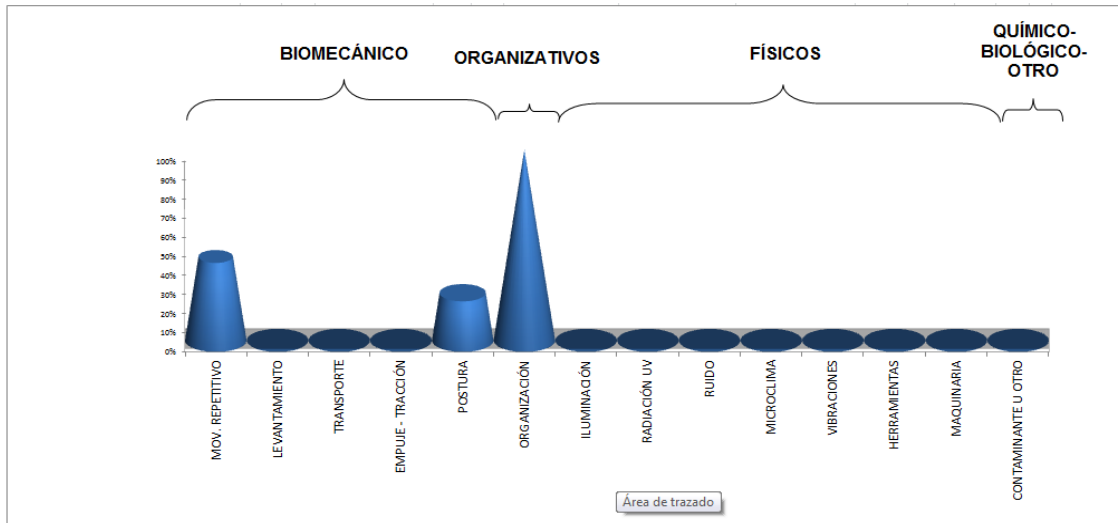 BIOMECÁNICO
ORGANIZATIVOS
FÍSICOS
QUÍMICO-
BIOLÓGICO-
OTRO
100%
90%
80%
70%
60%
50%
40%
30%
20%
10%
0%
MOV. REPETITIVO
LEVANTAMIENTO
TRANSPORTE
EMPUJE - TRACCIÓN
POSTURA
ORGANIZACIÓN
ILUMINACIÓN
RADIACIÓN UV
RUIDO
MICROCLIMA
VIBRACIONES
HERRAMIENTAS
MAQUINARIA
CONTAMINANTE U OTRO
Área de trazado